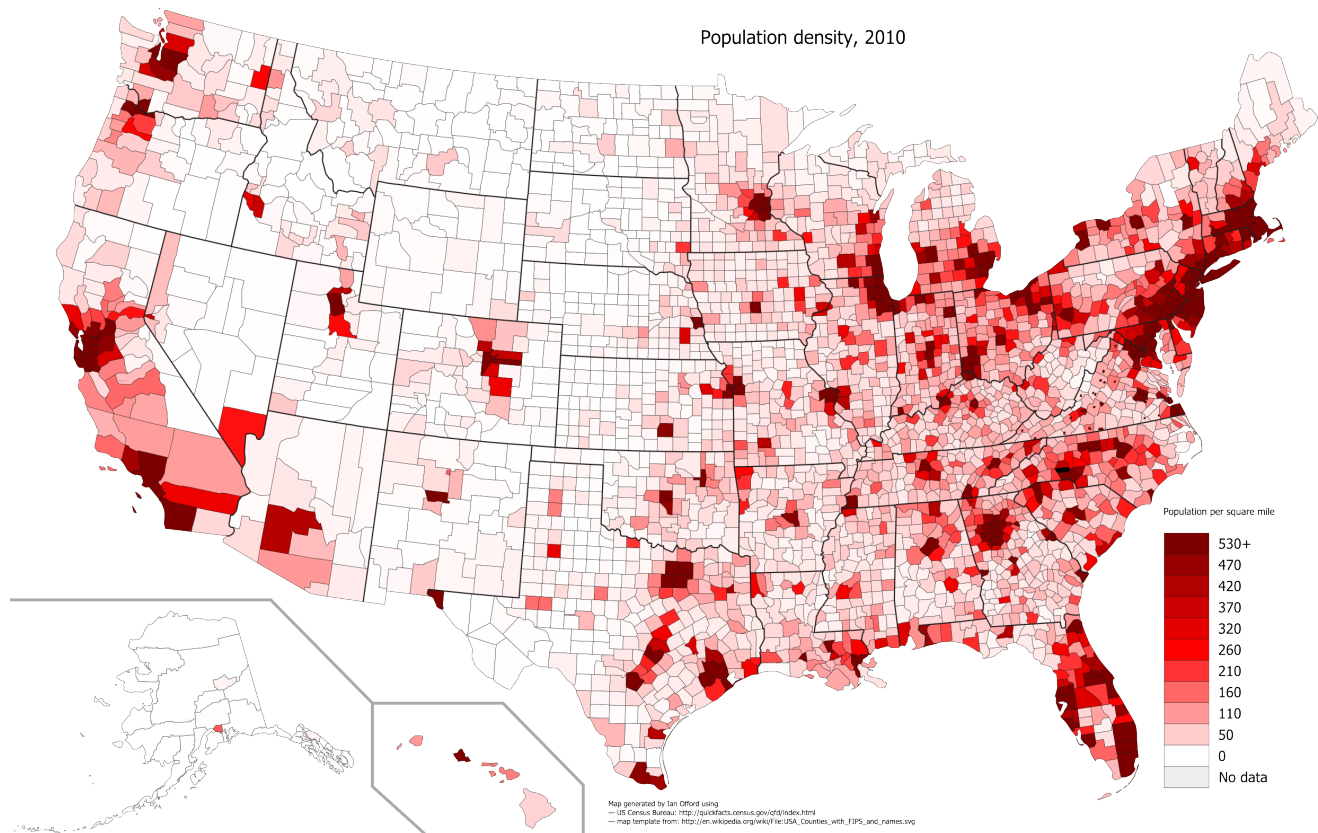 Population density, 2010
Population per square mile
530+
470
420
370
320
260
210
160
110
50
0
No data
Map generated by Ian Offord using
— US Census Bureau: http://quickfacts.census.gov/qfd/index.html
— map template from: http://en.wikipedia.org/wiki/File:USA_Counties_with_FIPS_and_names.svg